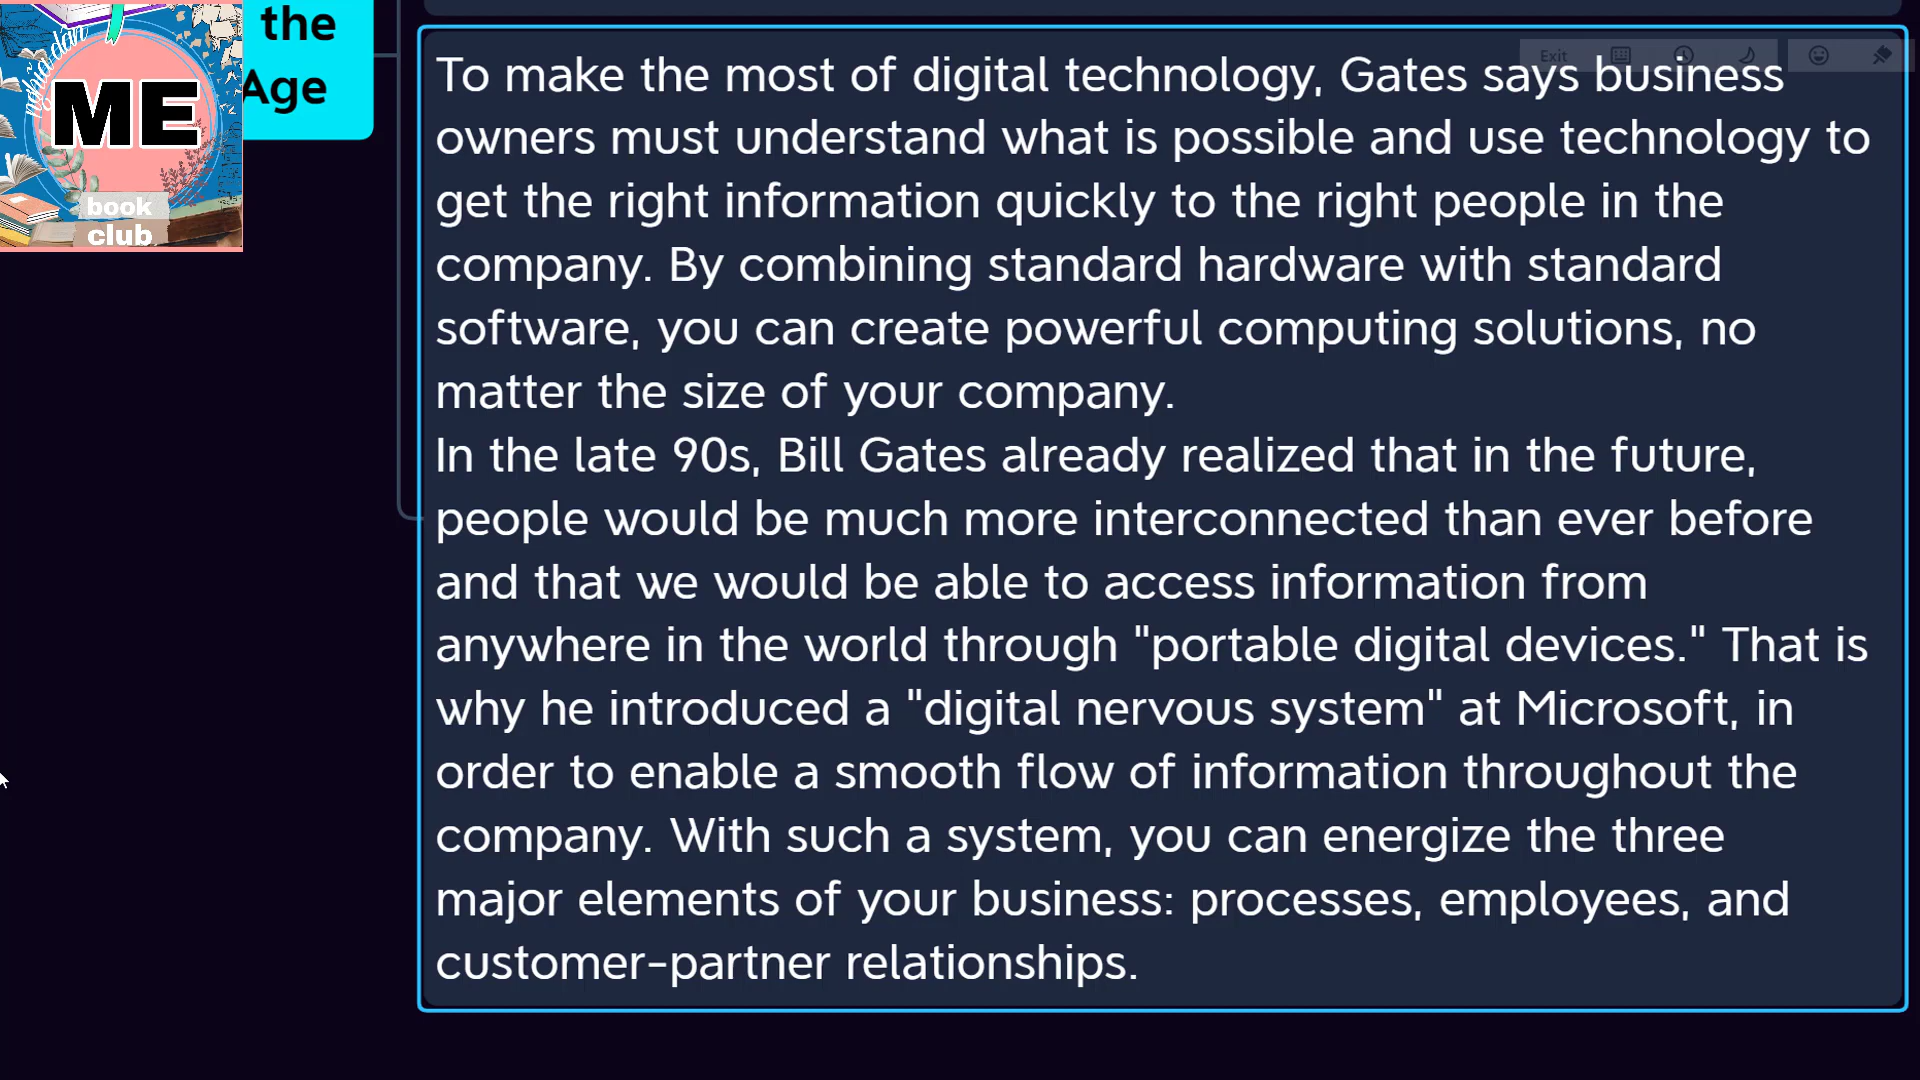 the
Age
nghĩa dân
ME
book
club
Exit
To make the most of digital technology, Gates says business
owners must understand what is possible and use technology to
get the right information quickly to the right people in the
company. By combining standard hardware with standard
software, you can create powerful computing solutions, no
matter the size of your company.
In the late 90s, Bill Gates already realized that in the future,
people would be much more interconnected than ever before
and that we would be able to access information from
anywhere in the world through "portable digital devices." That is
why he introduced a "digital nervous system" at Microsoft, in
order to enable a smooth flow of information throughout the
company. With such a system, you can energize the three
major elements of your business: processes, employees, and
customer-partner relationships.